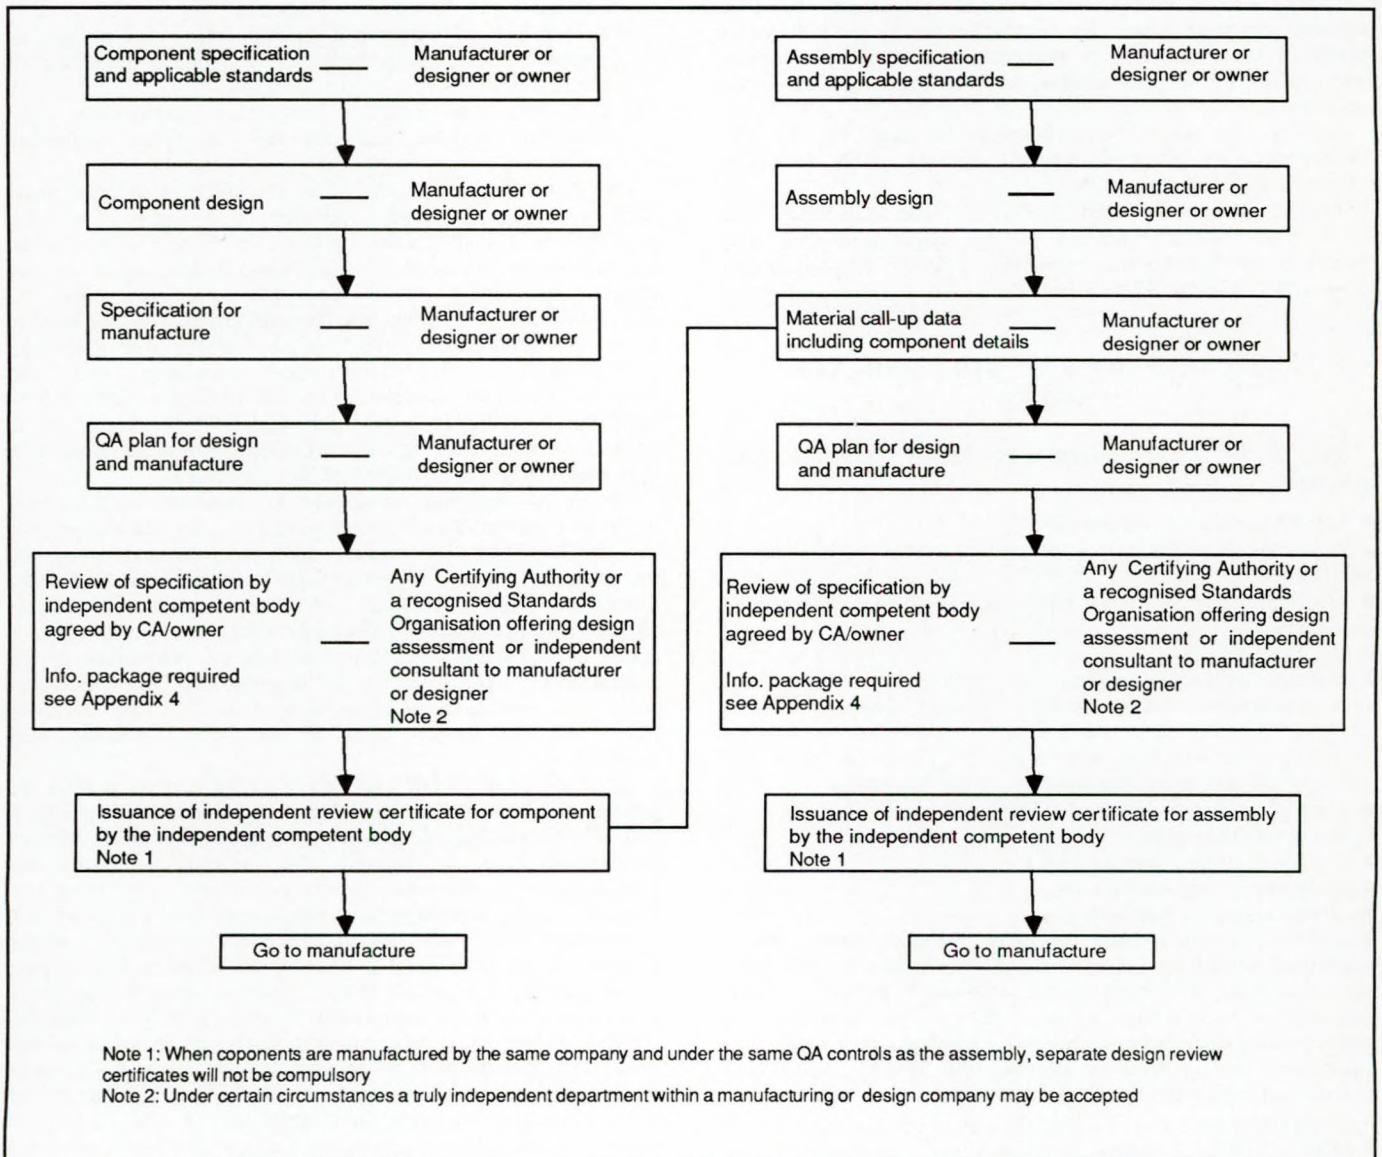 Component specification
and applicable standards
Manufacturer or
designer or owner
Component design
Manufacturer or
designer or owner
Specification for
manufacture
Manufacturer or
designer or owner
QA plan for design
and manufacture
Manufacturer or
designer or owner
Review of specification by
independent competent body
agreed by CA/owner
Info. package required
see Appendix 4
Any Certifying Authority or
a recognised Standards
Organisation offering design
assessment or independent
consultant to manufacturer
or designer
Note 2
Issuance of independent review certificate for component
by the independent competent body
Note 1
Go to manufacture
Assembly specification
and applicable standards
Manufacturer or
designer or owner
Assembly design
Manufacturer or
designer or owner
Material call-up data
including component details
Manufacturer or
designer or owner
QA plan for design
and manufacture
Manufacturer or
designer or owner
Review of specification by
independent competent body
agreed by CA/owner
Info. package required
see Appendix 4
Any Certifying Authority or
a recognised Standards
Organisation offering design
assessment or independent
consultant to manufacturer
or designer
Note 2
Issuance of independent review certificate for assembly
by the independent competent body
Note 1
Go to manufacture
Note 1: When coponents are manufactured by the same company and under the same QA controls as the assembly, separate design review
certificates will not be compulsory
Note 2: Under certain circumstances a truly independent department within a manufacturing or design company may be accepted